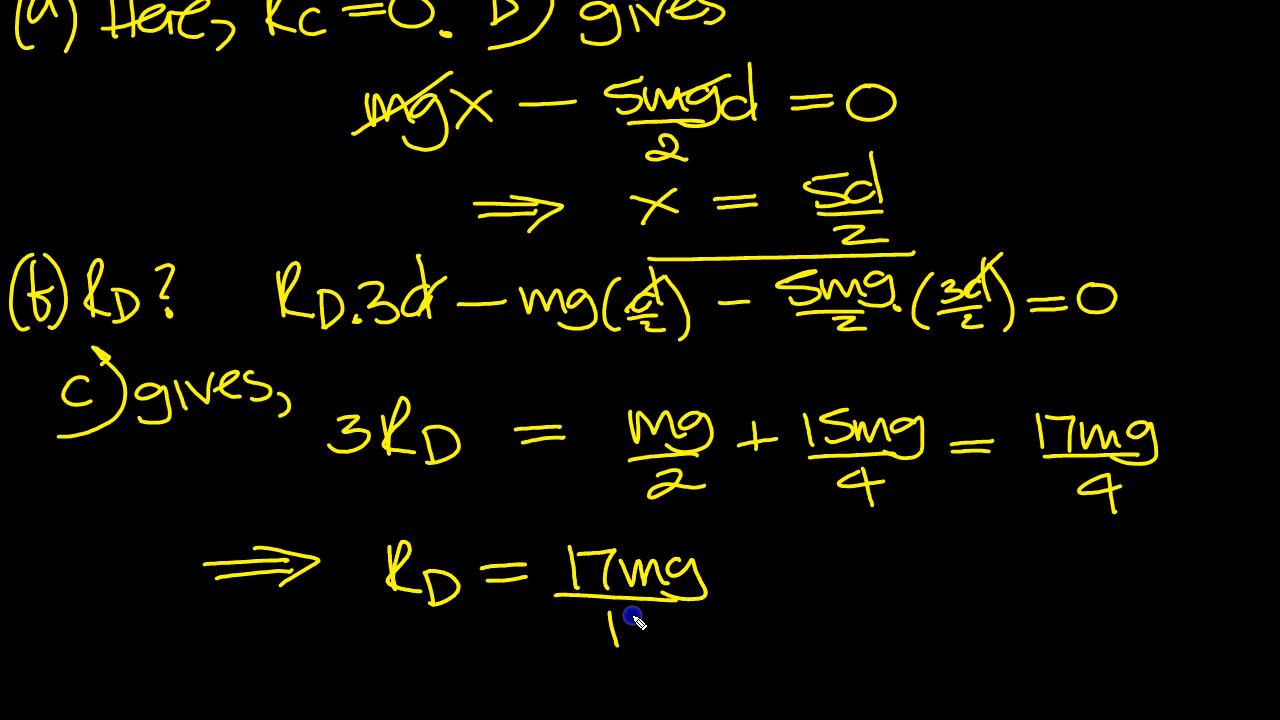 (a) Here, Rc = 0. D) gives
mgx - 5mgd/2 = 0
⇒ x = 5d/2
(b) RD? RD.3d - mg(d/2) - 5mg/2.(3d/2) = 0
C) gives,
3RD = mg/2 + 15mg/4 = 17mg/4
⇒ RD = 17mg/1